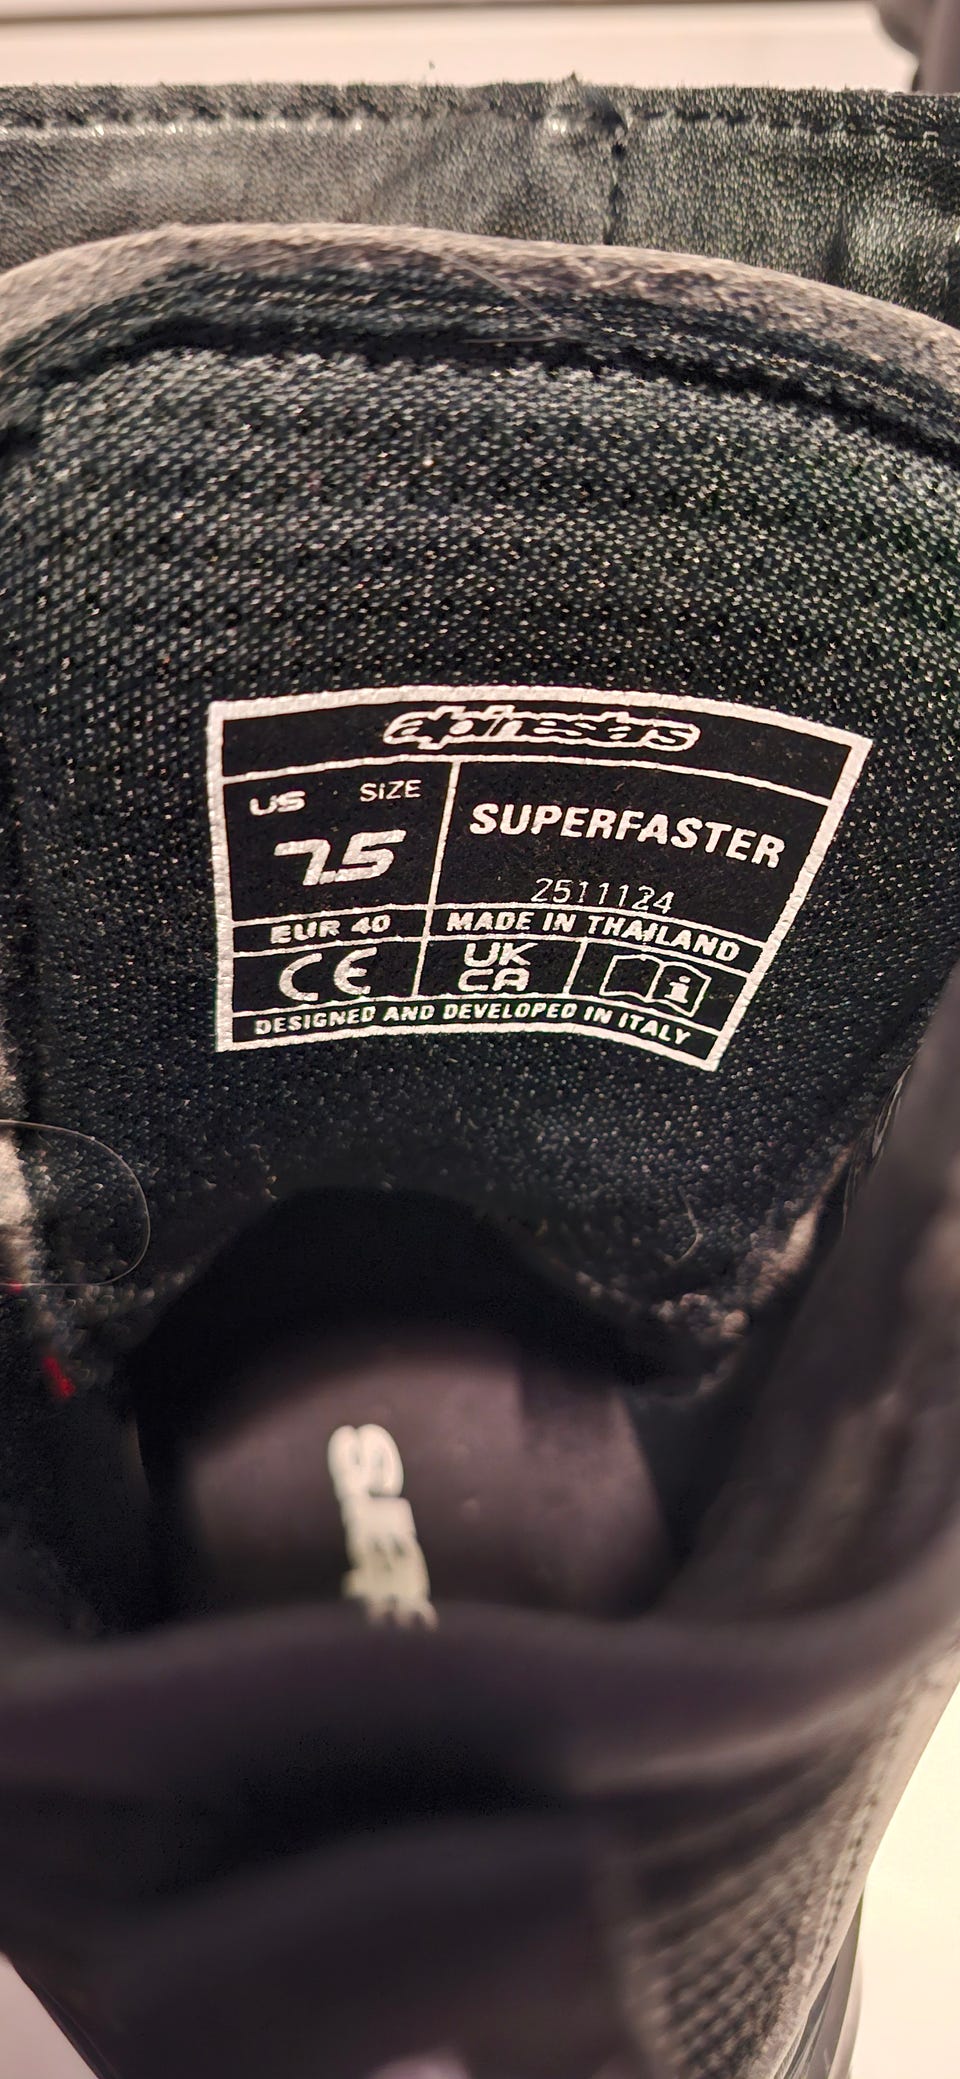 alpinestars
US SIZE
7.5
SUPERFASTER
2511124
EUR 40
MADE IN THAILAND
CE
UK
CA
i
DESIGNED AND DEVELOPED IN ITALY